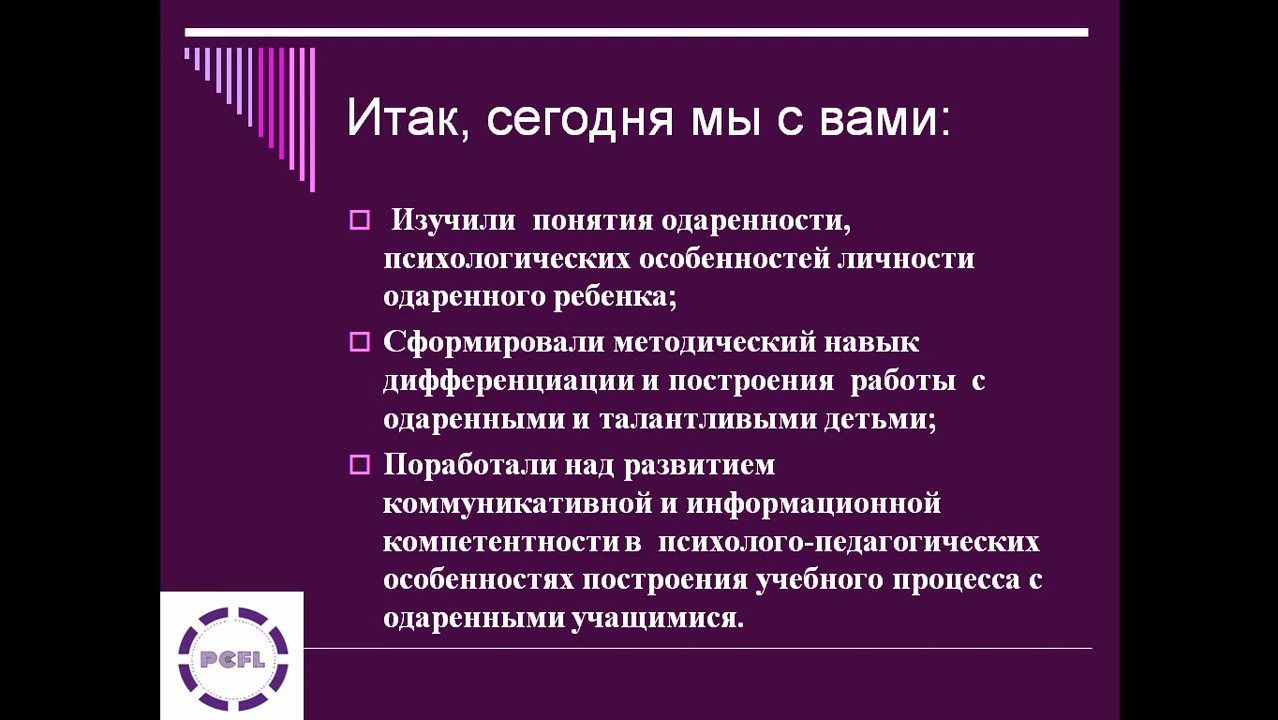 Итак, сегодня мы с вами:
Изучили понятия одаренности,
психологических особенностей личности
одаренного ребенка;
Сформировали методический навык
дифференциации и построения работы с
одаренными и талантливыми детьми;
Поработали над развитием
коммуникативной и информационной
компетентности в психолого-педагогических
особенностях построения учебного процесса с
одаренными учащимися.
PCFL